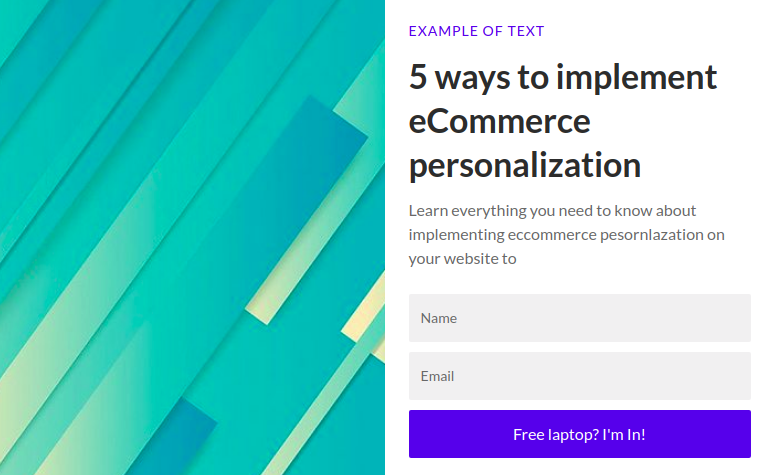 EXAMPLE OF TEXT
5 ways to implement
eCommerce
personalization
Learn everything you need to know about
implementing eccommerce pesornlazation on
your website to
Name
Email
Free laptop? I'm In!